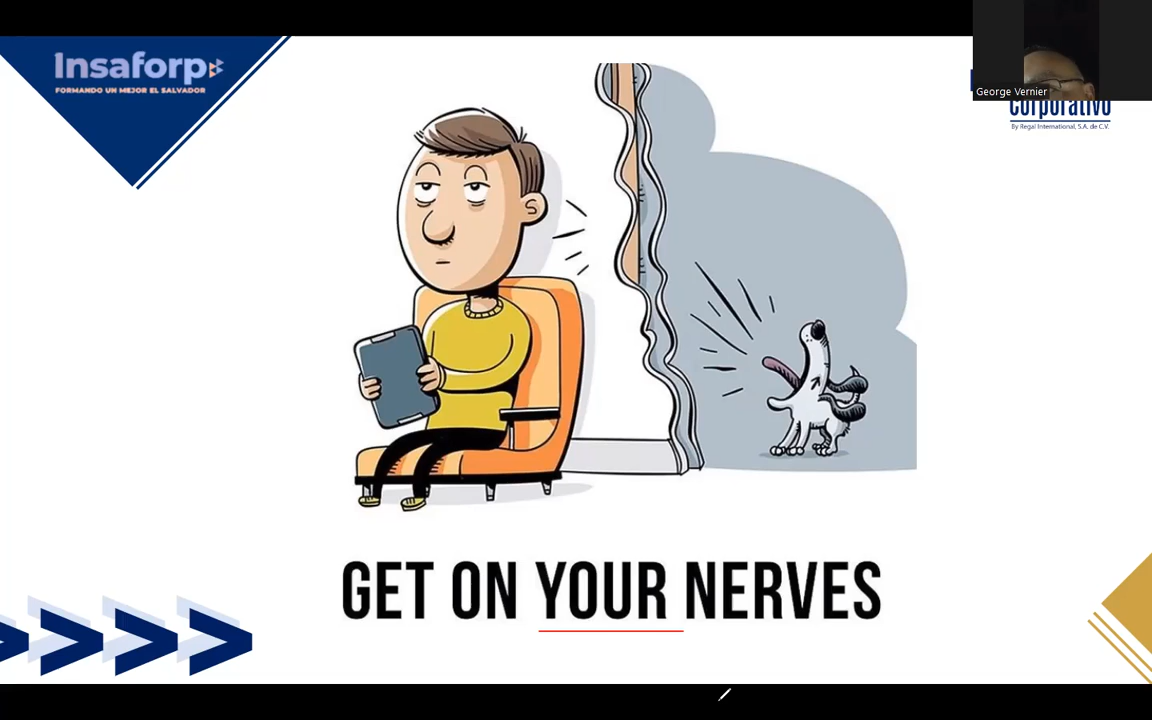 Insaforp
FORMANDO UN MEJOR EL SALVADOR
George Vernier
corporativo
By Regal International, S.A. de C.V.
GET ON YOUR NERVES